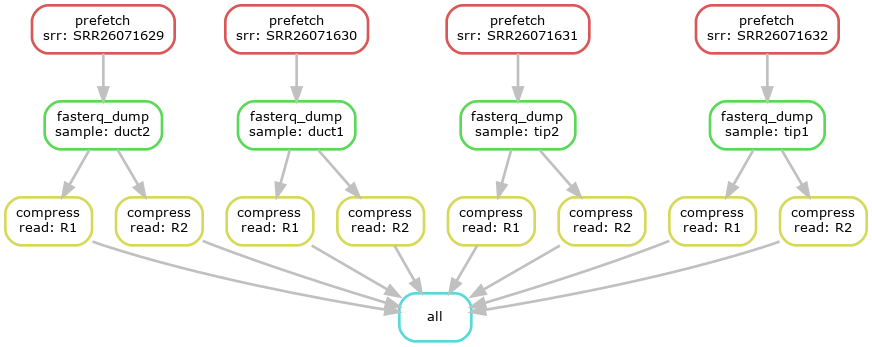 prefetch
srr: SRR26071629
prefetch
srr: SRR26071630
prefetch
srr: SRR26071631
prefetch
srr: SRR26071632
fasterq_dump
sample: duct2
fasterq_dump
sample: duct1
fasterq_dump
sample: tip2
fasterq_dump
sample: tip1
compress
read: R1
compress
read: R2
compress
read: R1
compress
read: R2
compress
read: R1
compress
read: R2
compress
read: R1
compress
read: R2
all